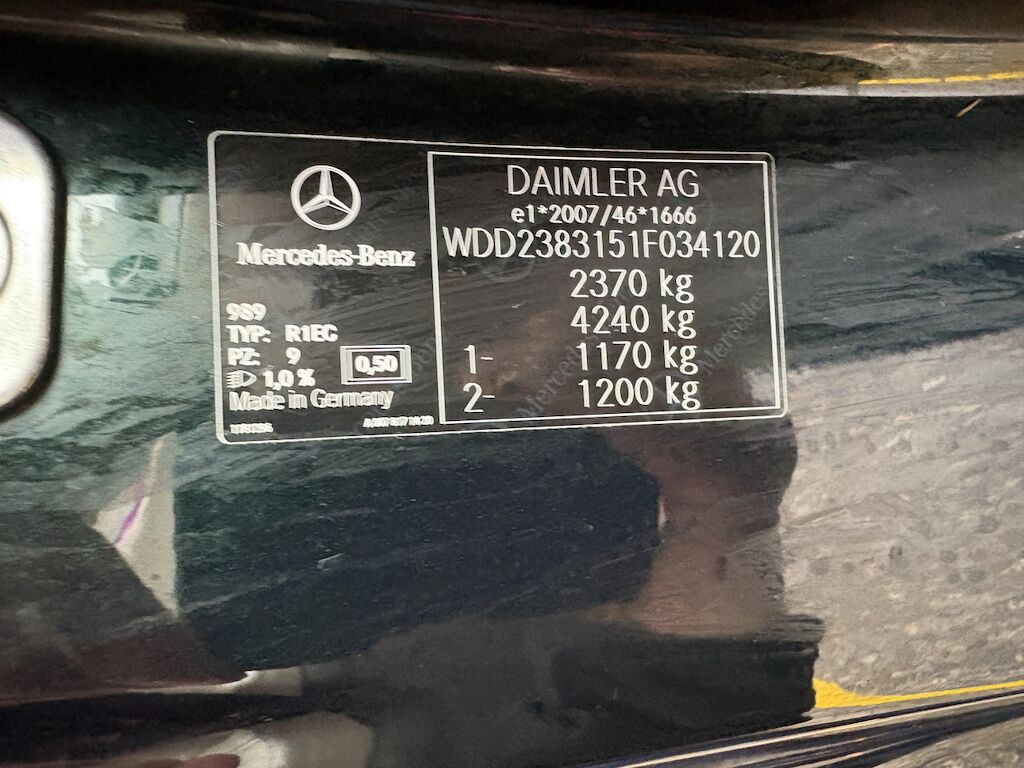 Mercedes-Benz
989
TYP: R1EC
PZ: 9
1,0 %
0,50
Made in Germany
DAIMLER AG
e1*2007/46*1666
WDD2383151F034120
2370 kg
4240 kg
1- 1170 kg
2- 1200 kg